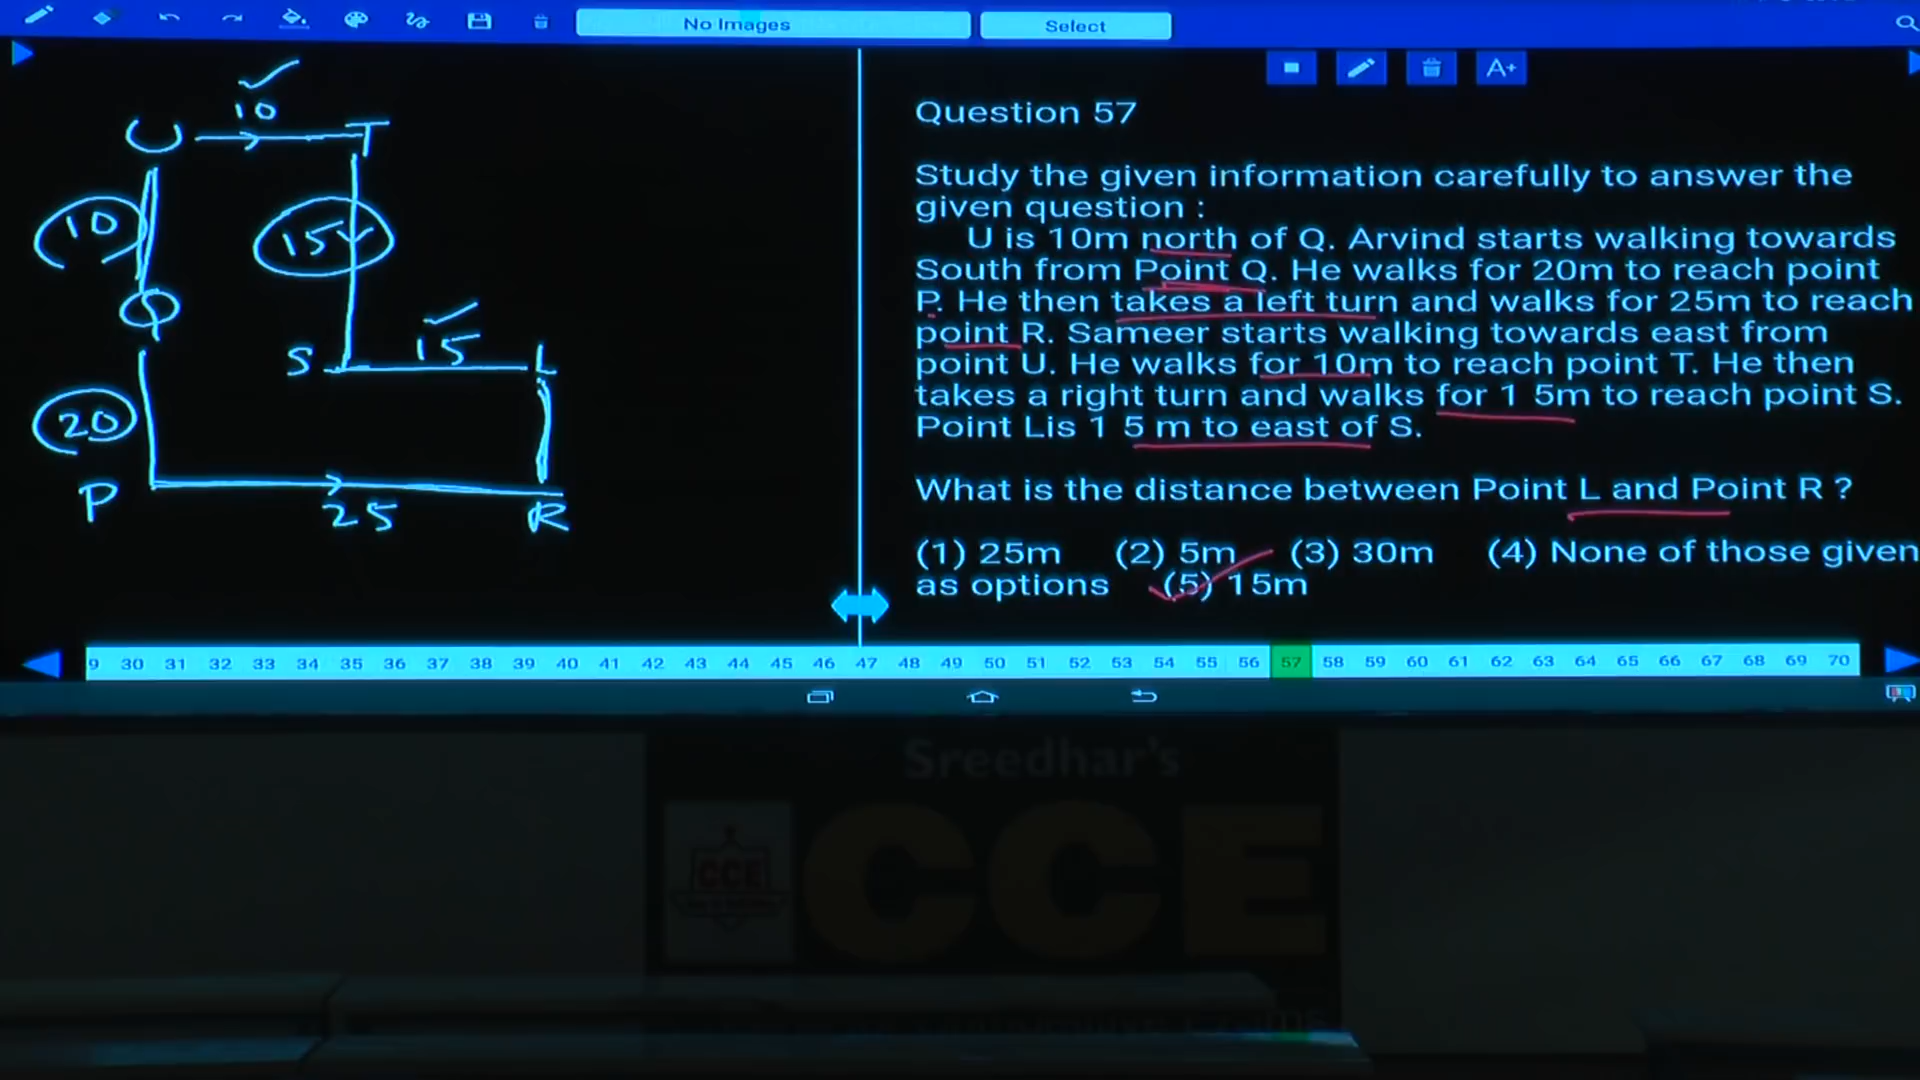 No Images
Select
A+
U 10 T
10
15
Q
S 15 L
20
P
25
R
Question 57
Study the given information carefully to answer the
given question :
U is 10m north of Q. Arvind starts walking towards
South from Point Q. He walks for 20m to reach point
P. He then takes a left turn and walks for 25m to reach
point R. Sameer starts walking towards east from
point U. He walks for 10m to reach point T. He then
takes a right turn and walks for 1 5m to reach point S.
Point Lis 1 5 m to east of S.
What is the distance between Point L and Point R ?
(1) 25m (2) 5m (3) 30m (4) None of those given
as options (5) 15m
9 30 31 32 33 34 35 36 37 38 39 40 41 42 43 44 45 46 47 48 49 50 51 52 53 54 55 56 57 58 59 60 61 62 63 64 65 66 67 68 69 70
Sreedhar's
CCE
CCE